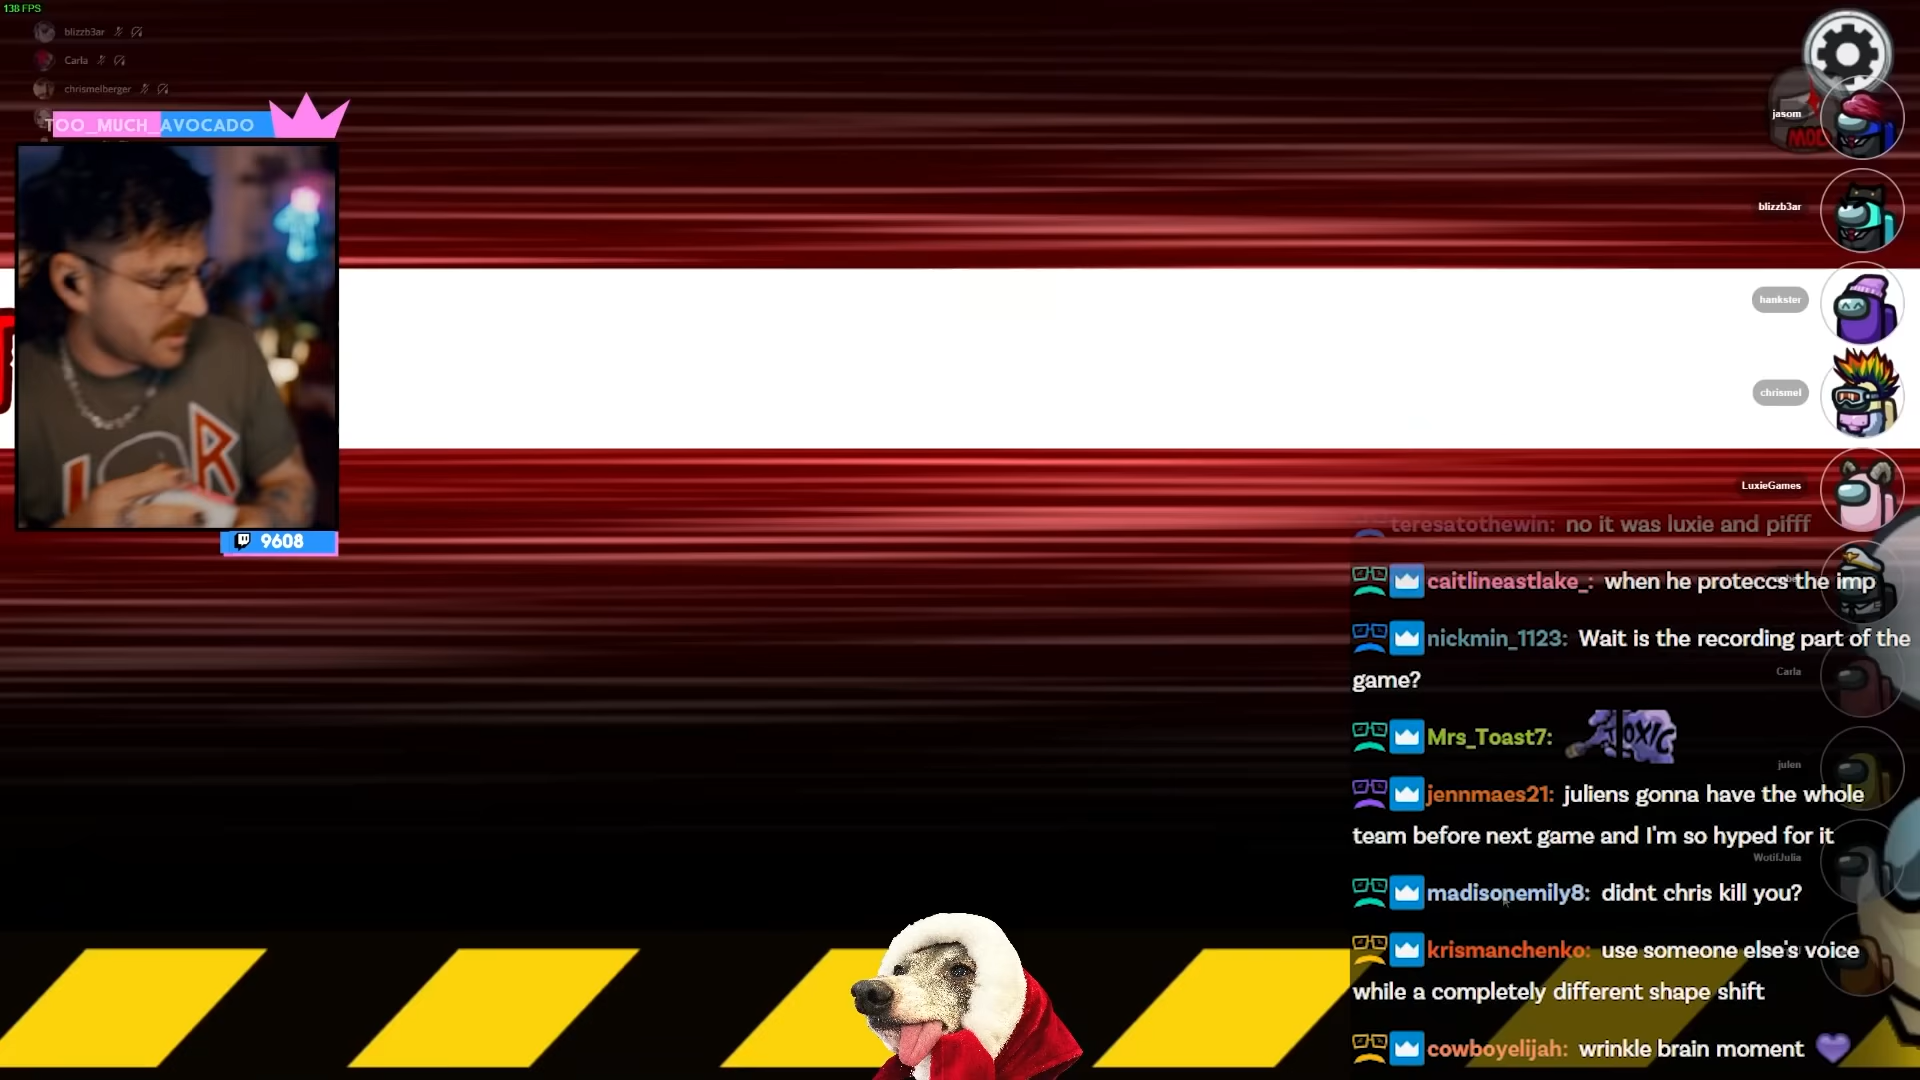 138 FPS
blizzb3ar
Carla
chrismelberger
TOO_MUCH_AVOCADO
9608
jasom
MOD
blizzb3ar
hankster
chrismel
LuxieGames
teresatothewin: no it was luxie and pifff
caitlineastlake_: when he proteccs the imp
nickmin_1123: Wait is the recording part of the
game?
Carla
Mrs_Toast7: TOXIC
julen
jennmaes21: juliens gonna have the whole
team before next game and I'm so hyped for it
WotifJulia
madisonemily8: didnt chris kill you?
krismanchenko: use someone else's voice
while a completely different shape shift
cowboyelijah: wrinkle brain moment